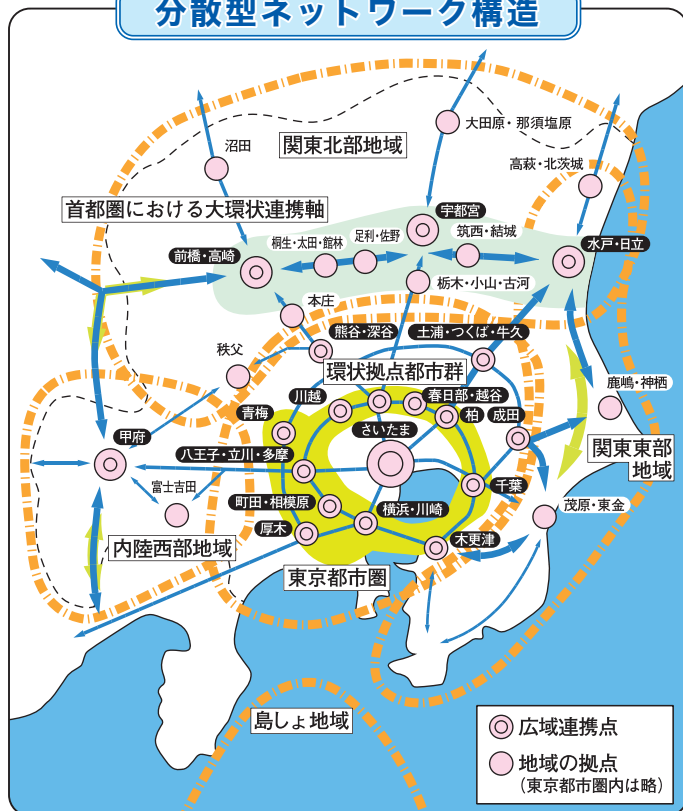 分散型ネットワーク構造
大田原・那須塩原
沼田
関東北部地域
高萩・北茨城
首都圏における大環状連携軸
宇都宮
筑西・結城
足利・佐野
桐生・太田・館林
水戸・日立
前橋・高崎
栃木・小山・古河
本庄
熊谷・深谷
土浦・つくば・牛久
秩父
環状拠点都市群
鹿嶋・神栖
川越
春日部・越谷
青梅
柏
成田
さいたま
甲府
関東東部
地域
八王子・立川・多摩
富士吉田
千葉
町田・相模原
横浜・川崎
茂原・東金
厚木
木更津
内陸西部地域
東京都市圏
島しょ地域
広域連携点
地域の拠点
(東京都市圏内は略)